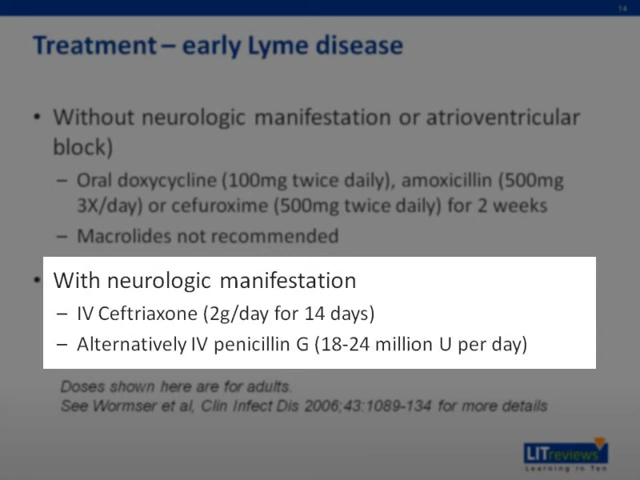 14
Treatment – early Lyme disease
• Without neurologic manifestation or atrioventricular
block)
– Oral doxycycline (100mg twice daily), amoxicillin (500mg
3X/day) or cefuroxime (500mg twice daily) for 2 weeks
– Macrolides not recommended
• With neurologic manifestation
– IV Ceftriaxone (2g/day for 14 days)
– Alternatively IV penicillin G (18-24 million U per day)
Doses shown here are for adults.
See Wormser et al, Clin Infect Dis 2006;43:1089-134 for more details
LITreviews
Learning in Ten